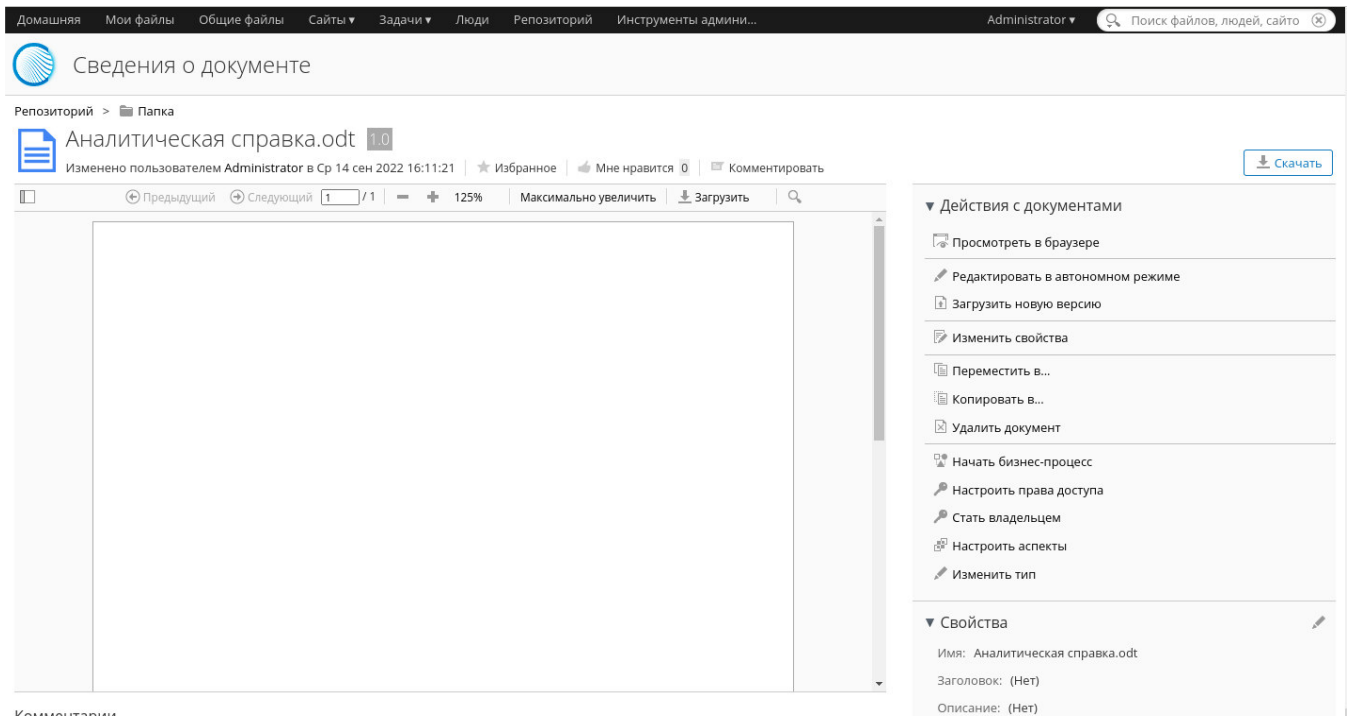 Домашняя Мои файлы Общие файлы Сайты ▾ Задачи ▾ Люди Репозиторий Инструменты админи... Administrator ▾ Поиск файлов, людей, сайто
Сведения о документе
Репозиторий > Папка
Аналитическая справка.odt 1.0
Изменено пользователем Administrator в Ср 14 сен 2022 16:11:21 Избранное Мне нравится 0 Комментировать
Скачать
Предыдущий Следующий 1 / 1 125% Максимально увеличить Загрузить
▾ Действия с документами
Просмотреть в браузере
Редактировать в автономном режиме
Загрузить новую версию
Изменить свойства
Переместить в...
Копировать в...
Удалить документ
Начать бизнес-процесс
Настроить права доступа
Стать владельцем
Настроить аспекты
Изменить тип
▾ Свойства
Имя: Аналитическая справка.odt
Заголовок: (Нет)
Описание: (Нет)
Комментарии